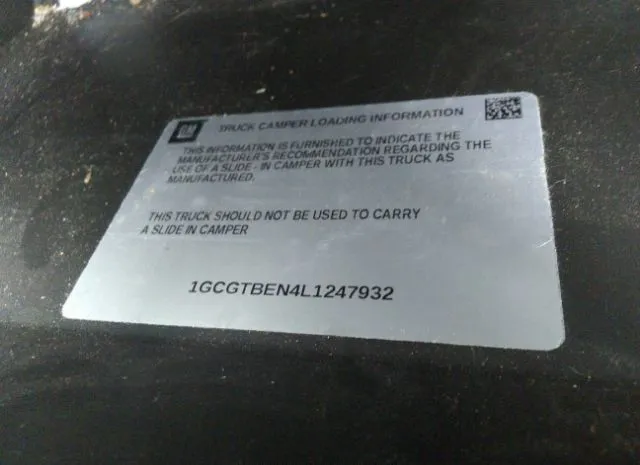 GM
TRUCK CAMPER LOADING INFORMATION
THIS INFORMATION IS FURNISHED TO INDICATE THE
MANUFACTURER'S RECOMMENDATION REGARDING THE
USE OF A SLIDE - IN CAMPER WITH THIS TRUCK AS
MANUFACTURED.
THIS TRUCK SHOULD NOT BE USED TO CARRY
A SLIDE IN CAMPER
1GCGTBEN4L1247932